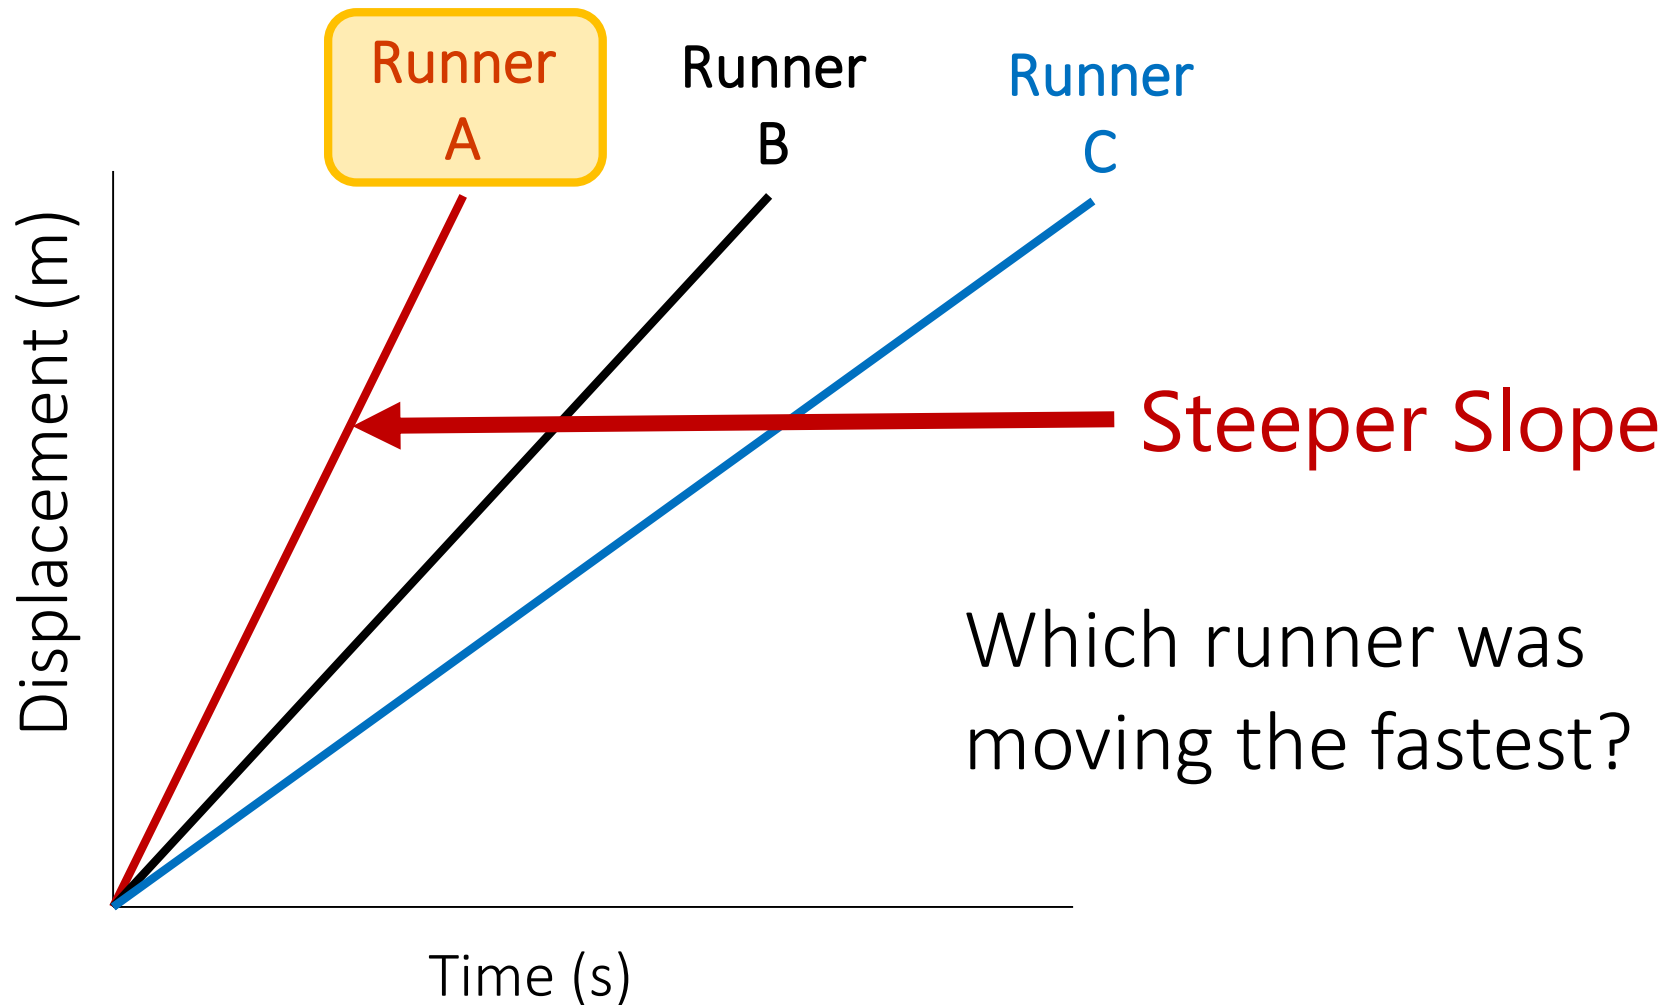 Runner
A
Runner
B
Runner
C
Displacement (m)
Steeper Slope
Which runner was
moving the fastest?
Time (s)